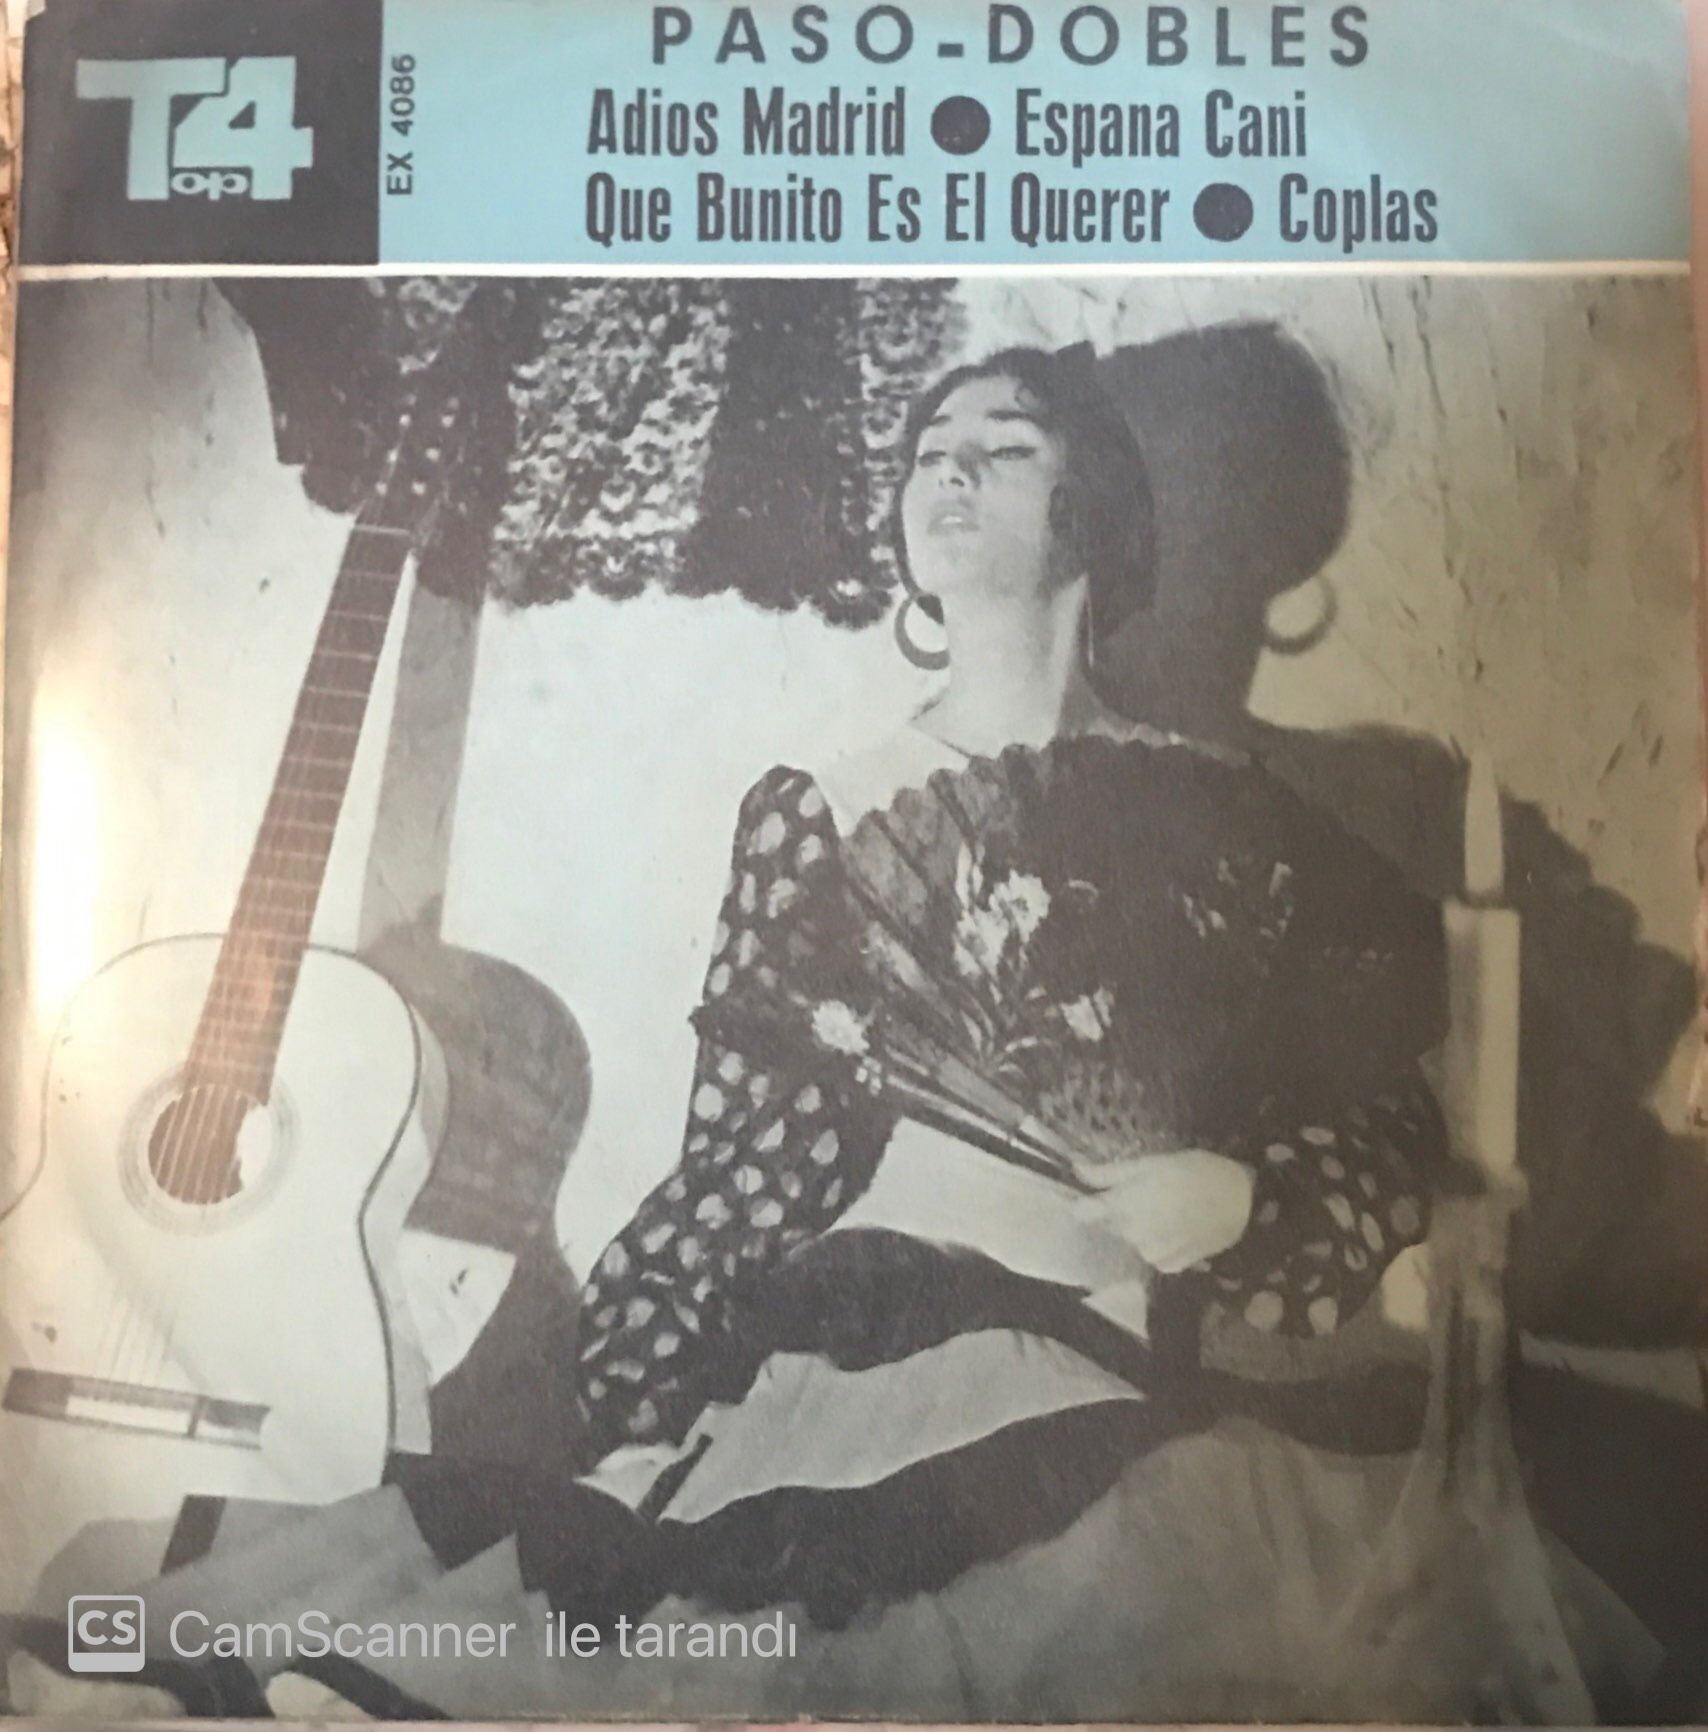 PASO-DOBLES
Top 4
EX 4086
Adios Madrid ● Espana Cani
Que Bunito Es El Querer ● Coplas
CS CamScanner ile tarandı